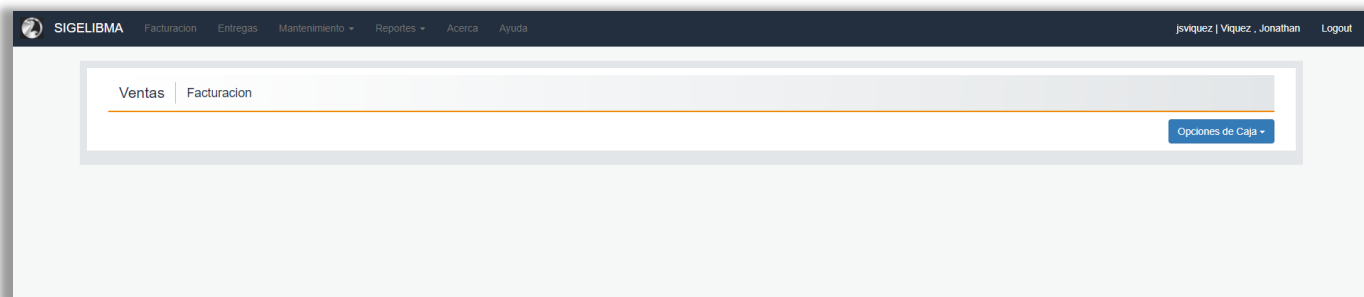 SIGELIBMA Facturacion Entregas Mantenimiento Reportes Acerca Ayuda jsviquez | Viquez , Jonathan Logout
Ventas Facturacion
Opciones de Caja